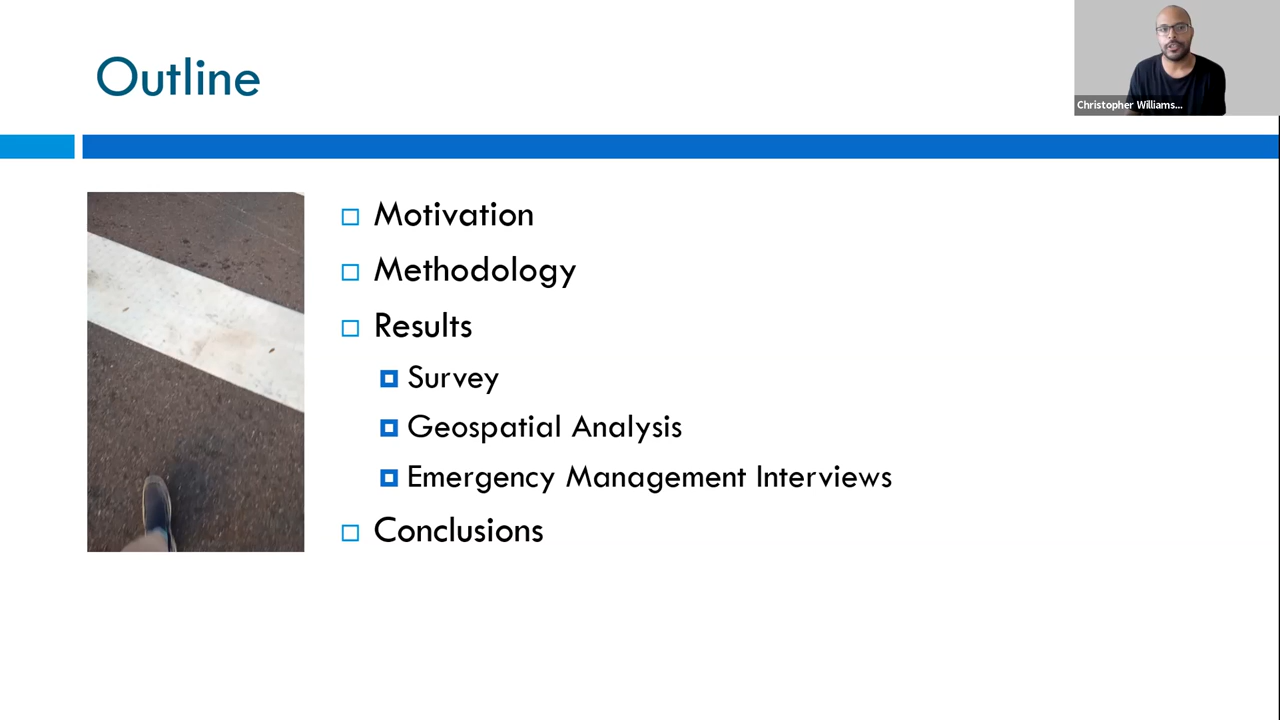 Outline
Christopher Williams...
Motivation
Methodology
Results
Survey
Geospatial Analysis
Emergency Management Interviews
Conclusions